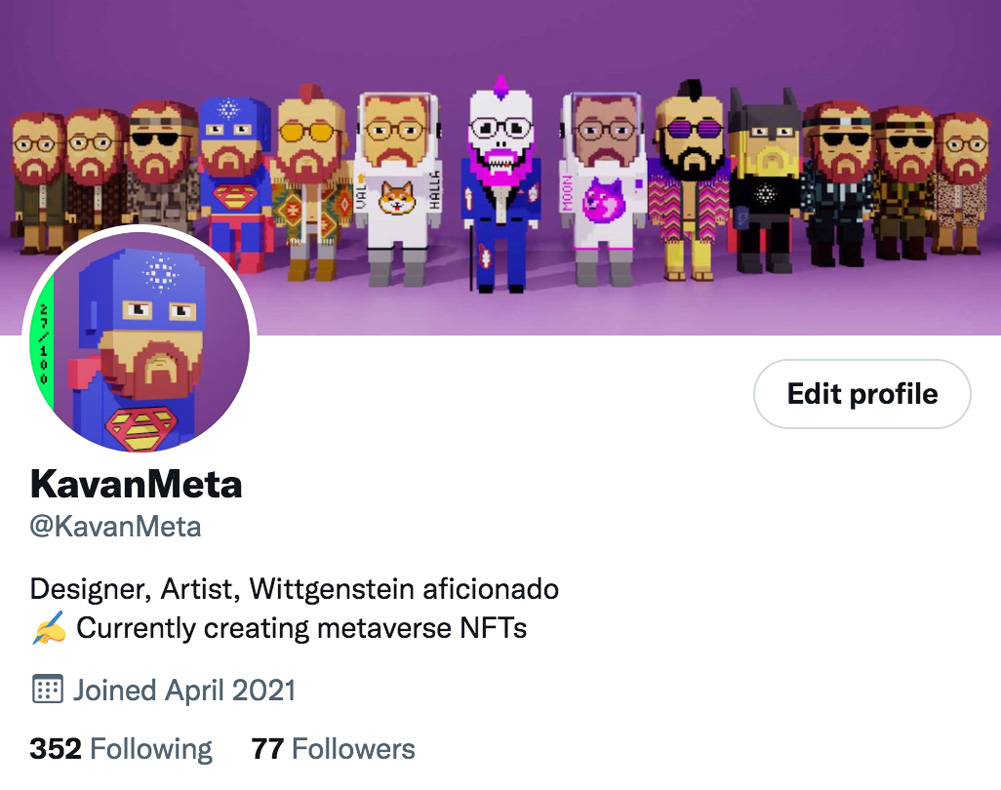 VAL HALLA
MOON
27/100
Edit profile
KavanMeta
@KavanMeta
Designer, Artist, Wittgenstein aficionado
✍️ Currently creating metaverse NFTs
Joined April 2021
352 Following 77 Followers